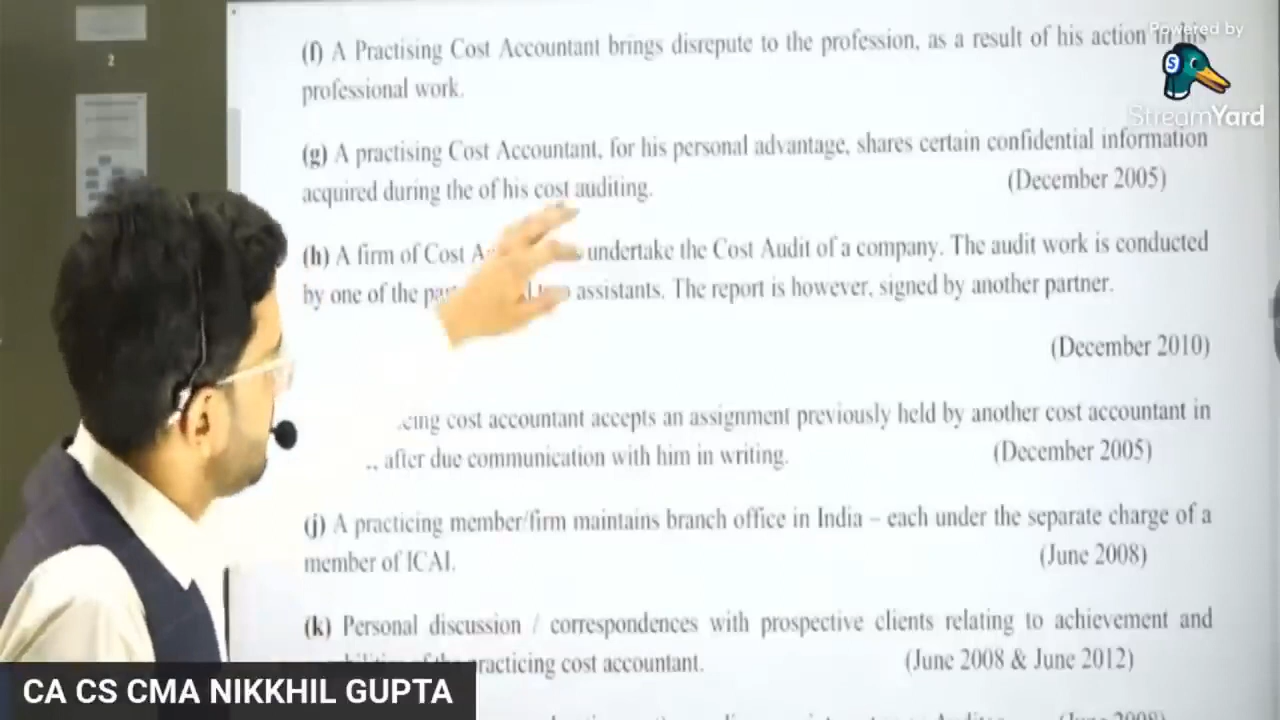 2
Powered by
StreamYard
(f) A Practising Cost Accountant brings disrepute to the profession, as a result of his action in his
professional work.
(g) A practising Cost Accountant, for his personal advantage, shares certain confidential information
acquired during the of his cost auditing.
(December 2005)
(h) A firm of Cost undertake the Cost Audit of a company. The audit work is conducted
by one of the assistants. The report is however, signed by another partner.
(December 2010)
cost accountant accepts an assignment previously held by another cost accountant in
after due communication with him in writing.
(December 2005)
(j) A practicing member/firm maintains branch office in India – each under the separate charge of a
member of ICAI.
(June 2008)
(k) Personal discussion / correspondences with prospective clients relating to achievement and
practicing cost accountant.
(June 2008 & June 2012)
CA CS CMA NIKKHIL GUPTA